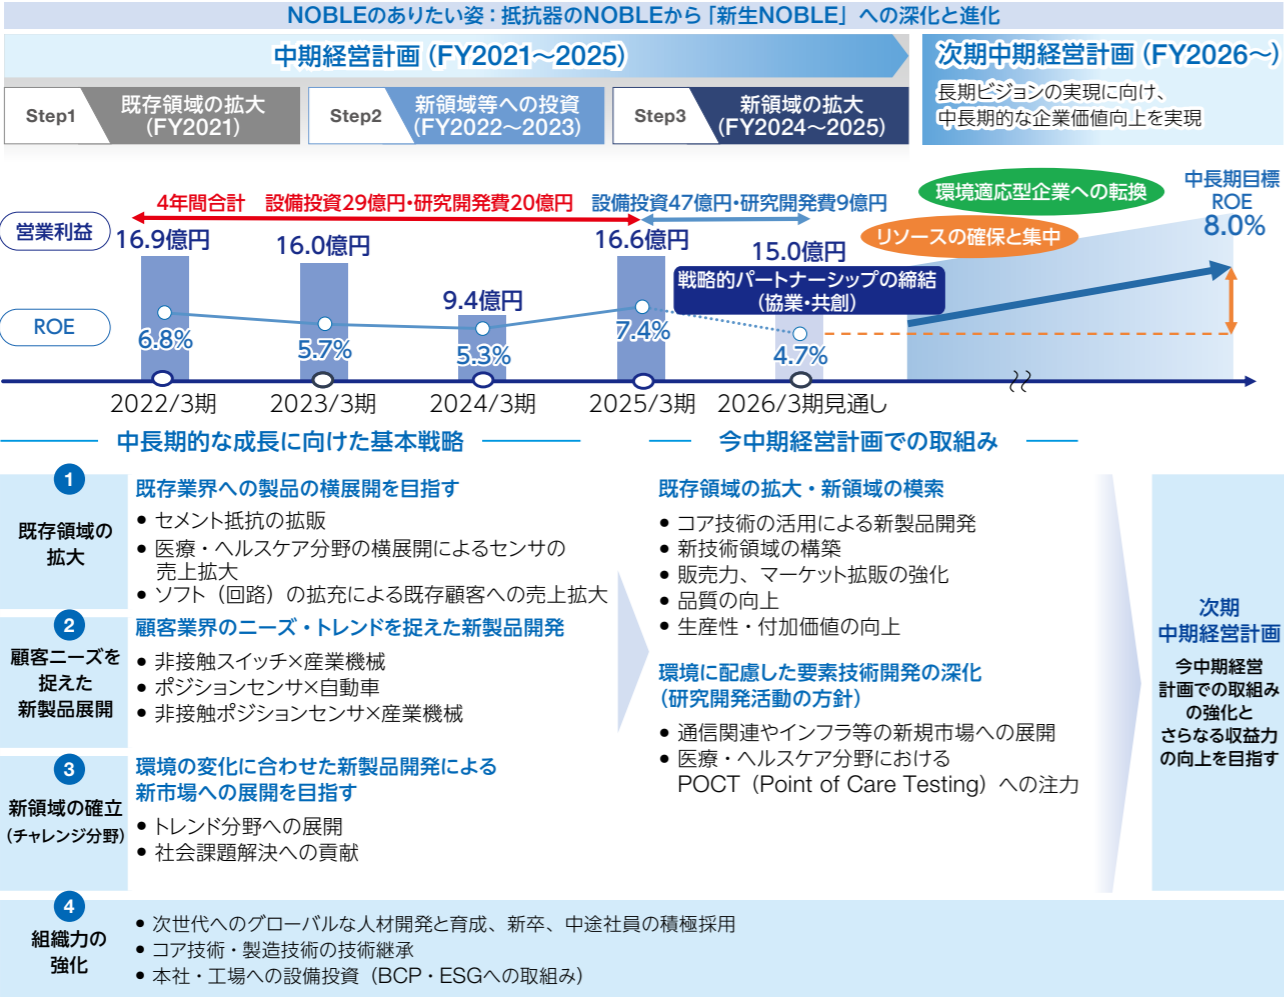 NOBLEのありたい姿：抵抗器のNOBLEから「新生NOBLE」への深化と進化
中期経営計画（FY2021～2025）
次期中期経営計画（FY2026～）
長期ビジョンの実現に向け、
中長期的な企業価値向上を実現
Step1
既存領域の拡大
（FY2021）
Step2
新領域等への投資
（FY2022～2023）
Step3
新領域の拡大
（FY2024～2025）
4年間合計　設備投資29億円・研究開発費20億円
設備投資47億円・研究開発費9億円
環境適応型企業への転換
リソースの確保と集中
中長期目標
ROE
8.0%
営業利益
16.9億円
16.0億円
9.4億円
16.6億円
15.0億円
戦略的パートナーシップの締結
（協業・共創）
ROE
6.8%
5.7%
5.3%
7.4%
4.7%
2022/3期
2023/3期
2024/3期
2025/3期
2026/3期見通し
中長期的な成長に向けた基本戦略
今中期経営計画での取組み
1
既存領域の
拡大
既存業界への製品の横展開を目指す
● セメント抵抗の拡販
● 医療・ヘルスケア分野の横展開によるセンサの
売上拡大
● ソフト（回路）の拡充による既存顧客への売上拡大
2
顧客ニーズを
捉えた
新製品展開
顧客業界のニーズ・トレンドを捉えた新製品開発
● 非接触スイッチ×産業機械
● ポジションセンサ×自動車
● 非接触ポジションセンサ×産業機械
3
新領域の確立
（チャレンジ分野）
環境の変化に合わせた新製品開発による
新市場への展開を目指す
● トレンド分野への展開
● 社会課題解決への貢献
既存領域の拡大・新領域の模索
● コア技術の活用による新製品開発
● 新技術領域の構築
● 販売力、マーケット拡販の強化
● 品質の向上
● 生産性・付加価値の向上
環境に配慮した要素技術開発の深化
（研究開発活動の方針）
● 通信関連やインフラ等の新規市場への展開
● 医療・ヘルスケア分野における
POCT（Point of Care Testing）への注力
次期
中期経営計画
今中期経営
計画での取組み
の強化と
さらなる収益力
の向上を目指す
4
組織力の
強化
● 次世代へのグローバルな人材開発と育成、新卒、中途社員の積極採用
● コア技術・製造技術の技術継承
● 本社・工場への設備投資（BCP・ESGへの取組み）